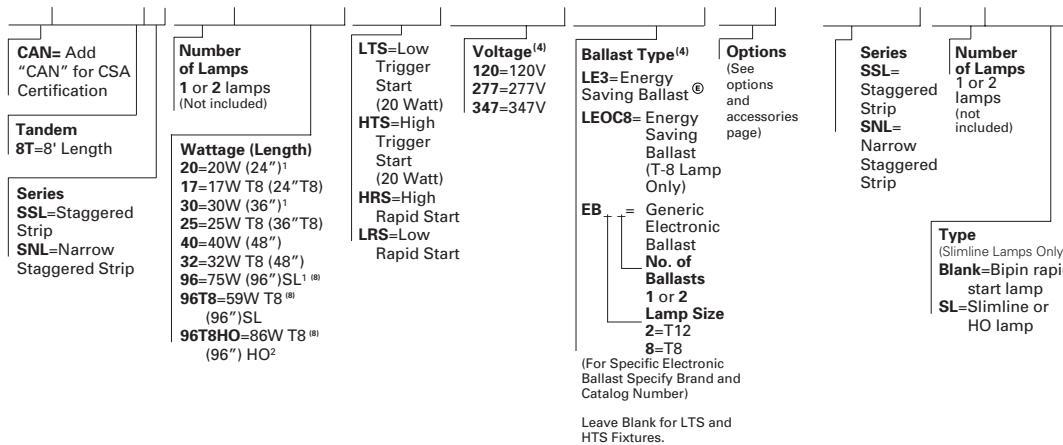 CAN= Add
“CAN” for CSA
Certification
Tandem
8T=8' Length
Series
SSL=Staggered
Strip
SNL=Narrow
Staggered Strip
Number
of Lamps
1 or 2 lamps
(Not included)
Wattage (Length)
20=20W (24”)1
17=17W T8 (24”T8)
30=30W (36”)1
25=25W T8 (36”T8)
40=40W (48”)
32=32W T8 (48”)
96=75W (96”)SL1 (8)
96T8=59W T8 (8)
(96”)SL
96T8HO=86W T8 (8)
(96”) HO2
LTS=Low
Trigger
Start
(20 Watt)
HTS=High
Trigger
Start
(20 Watt)
HRS=High
Rapid Start
LRS=Low
Rapid Start
Voltage(4)
120=120V
277=277V
347=347V
Ballast Type(4)
LE3=Energy
Saving Ballast Ⓔ
LEOC8= Energy
Saving
Ballast
(T-8 Lamp
Only)
EB _ _ = Generic
Electronic
Ballast
No. of
Ballasts
1 or 2
Lamp Size
2=T12
8=T8
(For Specific Electronic
Ballast Specify Brand and
Catalog Number)
Leave Blank for LTS and
HTS Fixtures.
Options
(See
options
and
accessories
page)
Series
SSL=
Staggered
Strip
SNL=
Narrow
Staggered
Strip
Number
of Lamps
1 or 2
lamps
(not
included)
Type
(Slimline Lamps Only
Blank=Bipin rapi
start lamp
SL=Slimline or
HO lamp